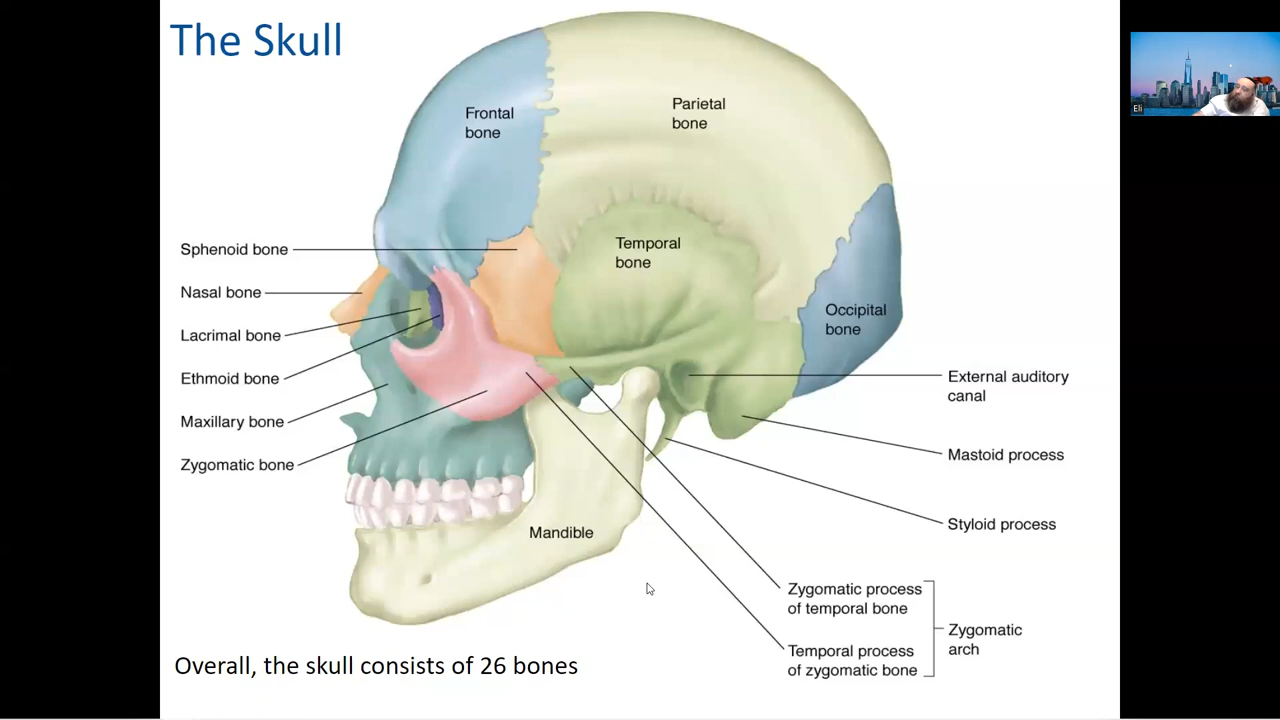 The Skull
Frontal
bone
Parietal
bone
Sphenoid bone
Temporal
bone
Nasal bone
Occipital
bone
Lacrimal bone
Ethmoid bone
External auditory
canal
Maxillary bone
Mastoid process
Zygomatic bone
Styloid process
Mandible
Zygomatic process
of temporal bone
Zygomatic
arch
Temporal process
of zygomatic bone
Overall, the skull consists of 26 bones
Eli